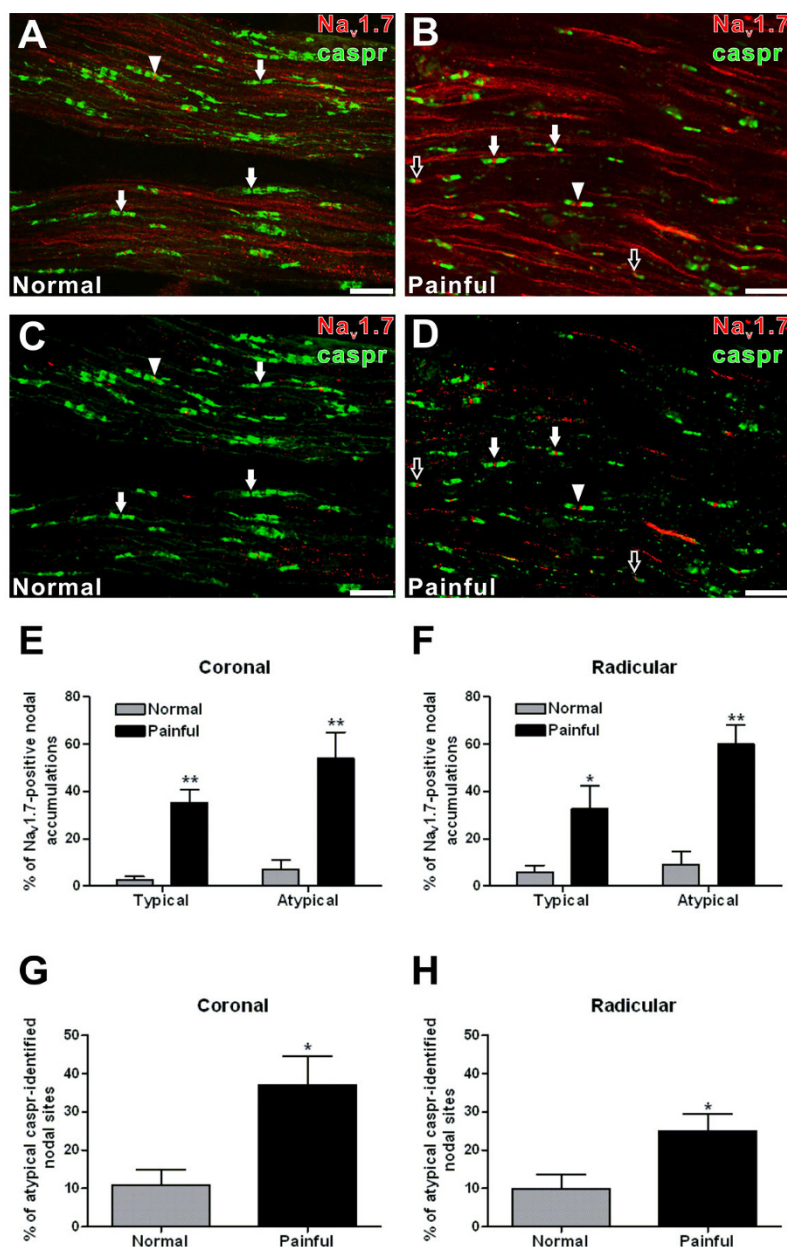 A
Naᵥ1.7
caspr
Normal
B
Naᵥ1.7
caspr
Painful
C
Naᵥ1.7
caspr
Normal
D
Naᵥ1.7
caspr
Painful
E
Coronal
% of Naᵥ1.7-positive nodal
accumulations
80
60
40
20
0
Normal
Painful
**
**
Typical
Atypical
F
Radicular
% of Naᵥ1.7-positive nodal
accumulations
80
60
40
20
0
Normal
Painful
*
**
Typical
Atypical
G
Coronal
% of atypical caspr-identified
nodal sites
50
40
30
20
10
0
*
Normal
Painful
H
Radicular
% of atypical caspr-identified
nodal sites
50
40
30
20
10
0
*
Normal
Painful